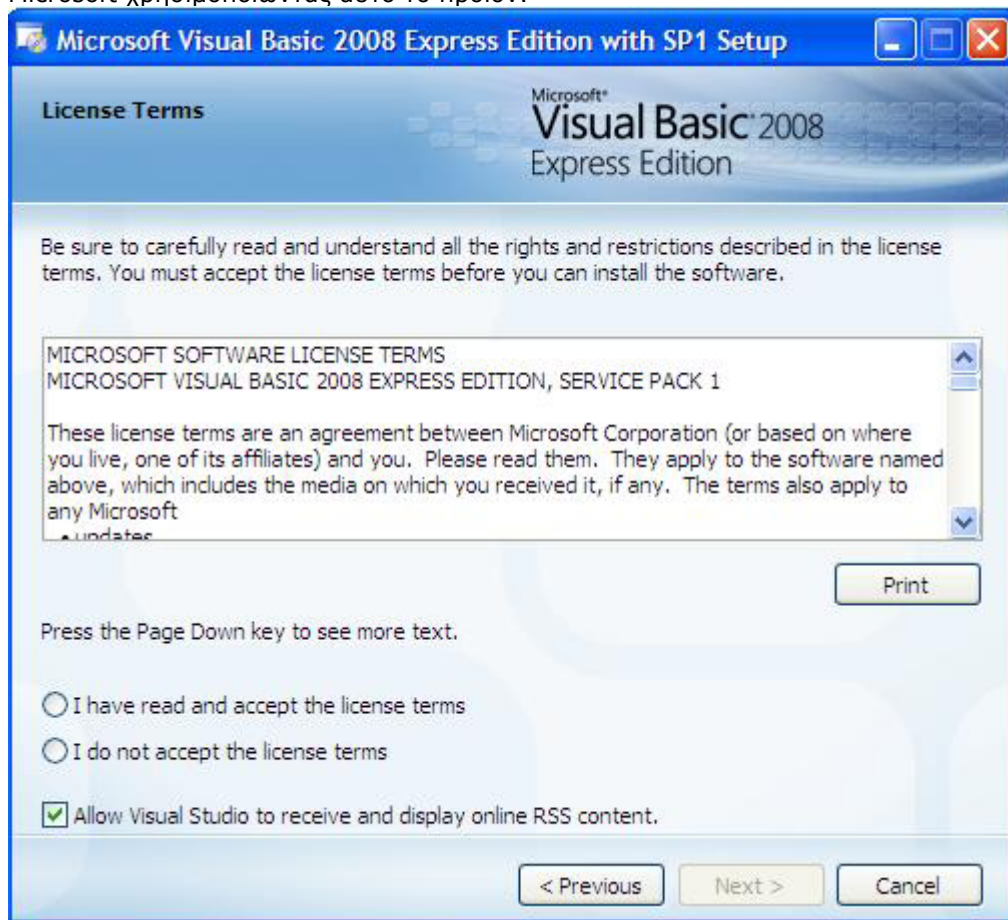 Microsoft χρησιμοποιώντας αυτό το προϊόν.
Microsoft Visual Basic 2008 Express Edition with SP1 Setup
License Terms
Microsoft®
Visual Basic® 2008
Express Edition
Be sure to carefully read and understand all the rights and restrictions described in the license
terms. You must accept the license terms before you can install the software.
MICROSOFT SOFTWARE LICENSE TERMS
MICROSOFT VISUAL BASIC 2008 EXPRESS EDITION, SERVICE PACK 1
These license terms are an agreement between Microsoft Corporation (or based on where
you live, one of its affiliates) and you. Please read them. They apply to the software named
above, which includes the media on which you received it, if any. The terms also apply to
any Microsoft
• updates
Print
Press the Page Down key to see more text.
I have read and accept the license terms
I do not accept the license terms
Allow Visual Studio to receive and display online RSS content.
< Previous
Next >
Cancel